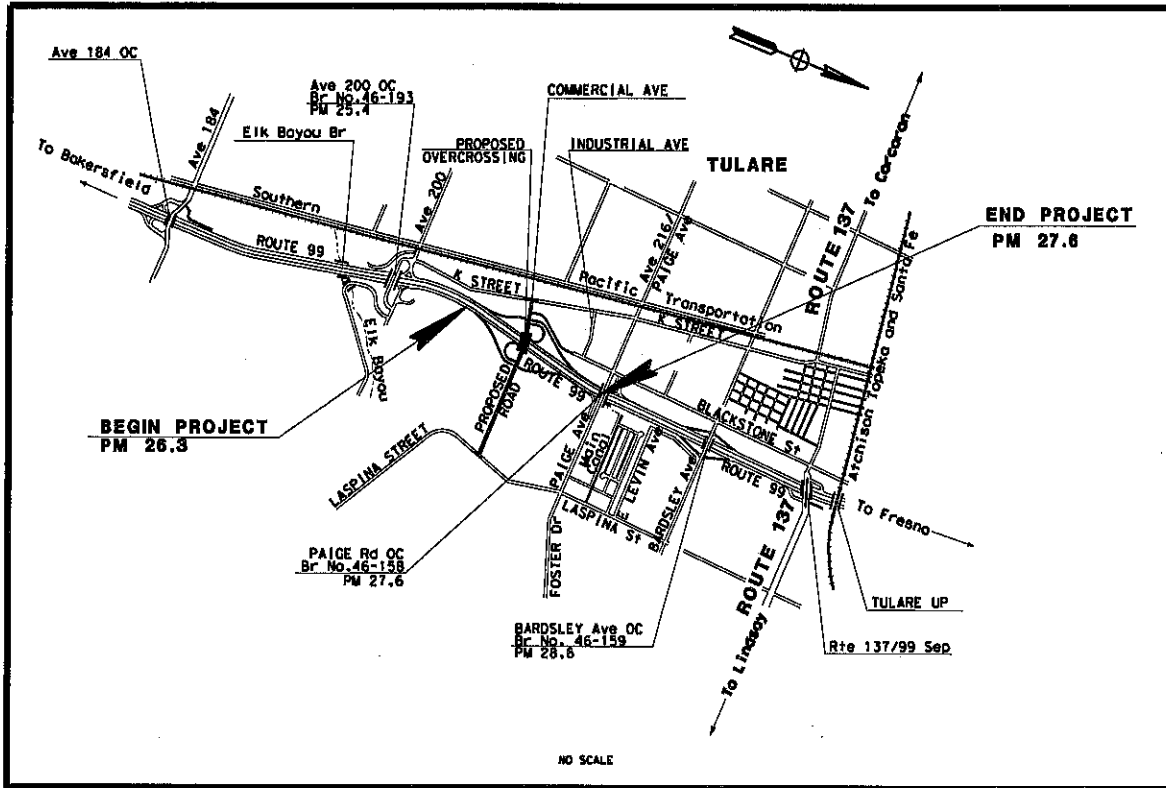 Ave 184 OC
Ave 200 OC
Br No.46-193
PM 25.4
Elk Bayou Br
PROPOSED
OVERCROSSING
COMMERCIAL AVE
INDUSTRIAL AVE
TULARE
To Bakersfield
Ave 184
Southern
Pacific Transportation
ROUTE 99
Ave 200
K STREET
K STREET
Ave 216/
PAIGE Ave
ROUTE 137
To Corcoran
END PROJECT
PM 27.6
Elk Bayou
BEGIN PROJECT
PM 26.3
PROPOSED
ROAD
ROUTE 99
LASPINA STREET
PAIGE Ave
Main
Canal
E LEVIN Ave
BARDSLEY Ave
BLACKSTONE St
ROUTE 99
Atchison Topeka and Santa Fe
To Fresno
LASPINA St
FOSTER Dr
PAIGE Rd OC
Br No.46-158
PM 27.6
BARDSLEY Ave OC
Br No. 46-159
PM 28.6
ROUTE 137
To Lindsay
TULARE UP
Rte 137/99 Sep
NO SCALE